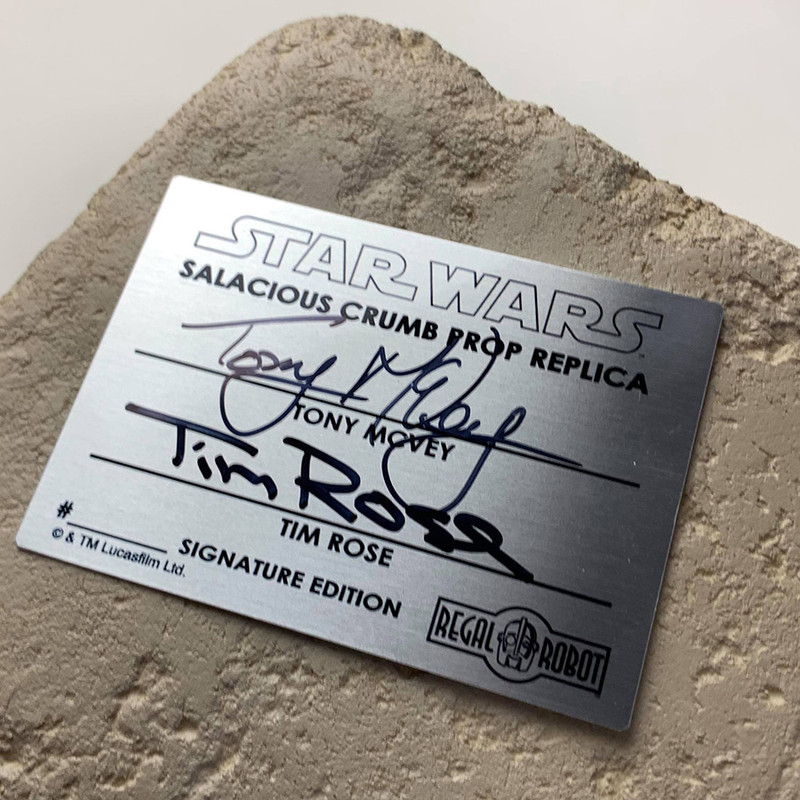 STAR WARS™
SALACIOUS CRUMB PROP REPLICA
Tony McVey
TONY MCVEY
Tim Rose
TIM ROSE
#
© & TM Lucasfilm Ltd.
SIGNATURE EDITION
REGAL ROBOT